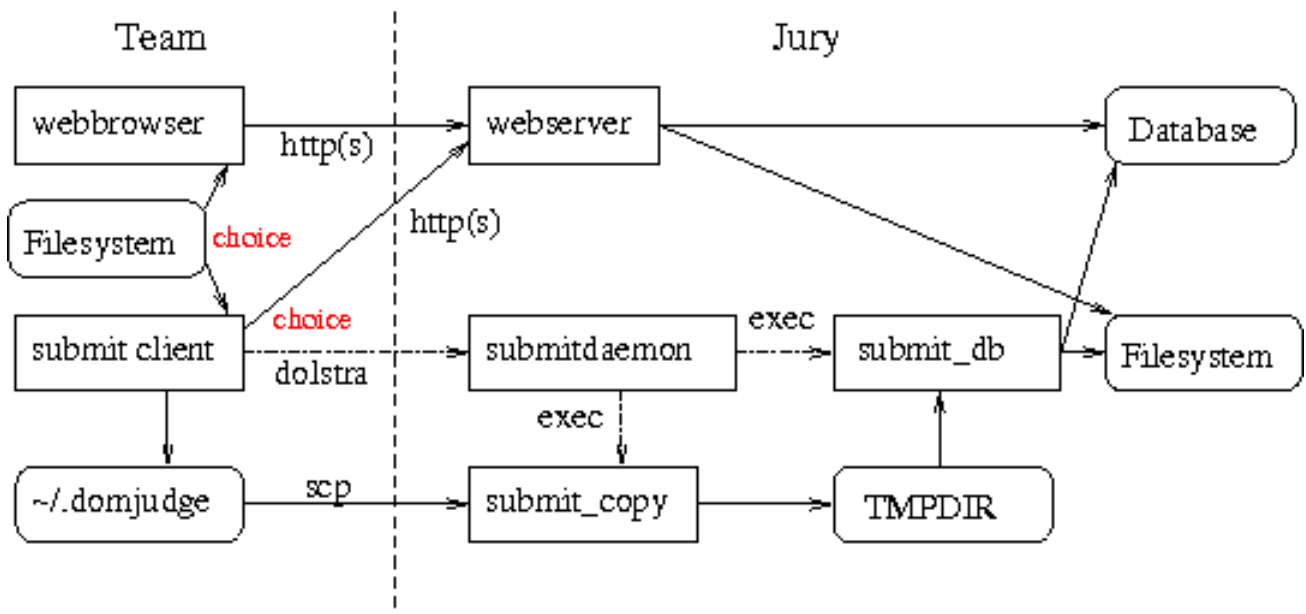 Team
Jury
webbrowser
http(s)
webserver
Database
Filesystem
choice
http(s)
submit client
choice
dolstra
submitdaemon
exec
submit_db
Filesystem
exec
~/.domjudge
scp
submit_copy
TMPDIR